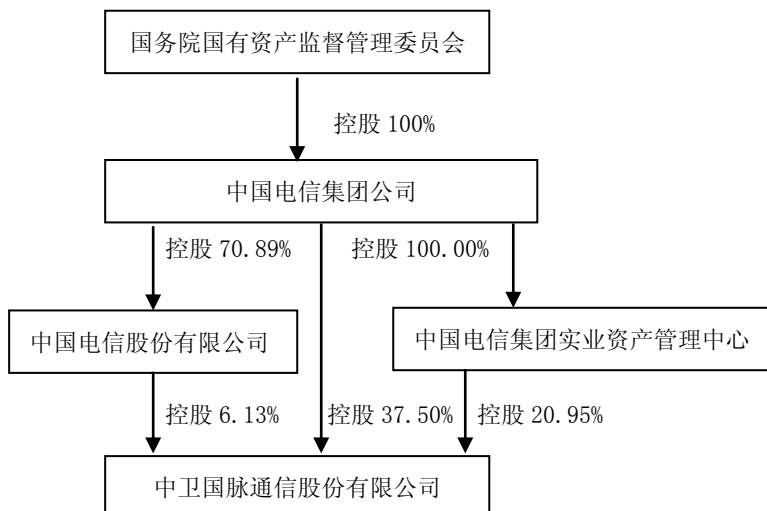 国务院国有资产监督管理委员会
控股 100%
中国电信集团公司
控股 70.89%
控股 100.00%
中国电信股份有限公司
中国电信集团实业资产管理中心
控股 6.13%
控股 37.50%
控股 20.95%
中卫国脉通信股份有限公司